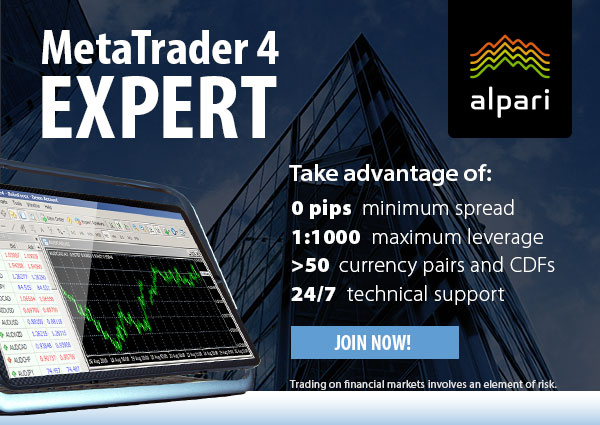 MetaTrader 4
EXPERT
alpari
Take advantage of:
0 pips minimum spread
1:1000 maximum leverage
>50 currency pairs and CDFs
24/7 technical support
JOIN NOW!
Trading on financial markets involves an element of risk.